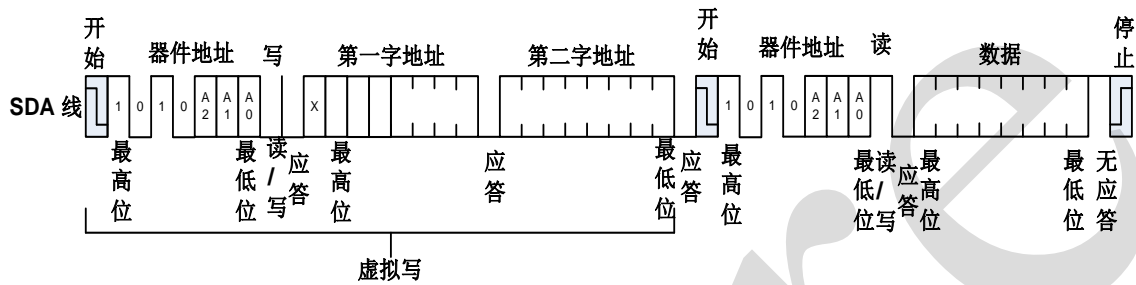 开始
器件地址
写
第一字地址
第二字地址
开始
器件地址
读
数据
停止
SDA 线
1 0 1 0 A2 A1 A0
X
1 0 1 0 A2 A1 A0
最高位
最低位
读/写
应答
最高位
应答
最低位
应答
最高位
最低位
读/写
应答
最高位
最低位
无应答
虚拟写
re